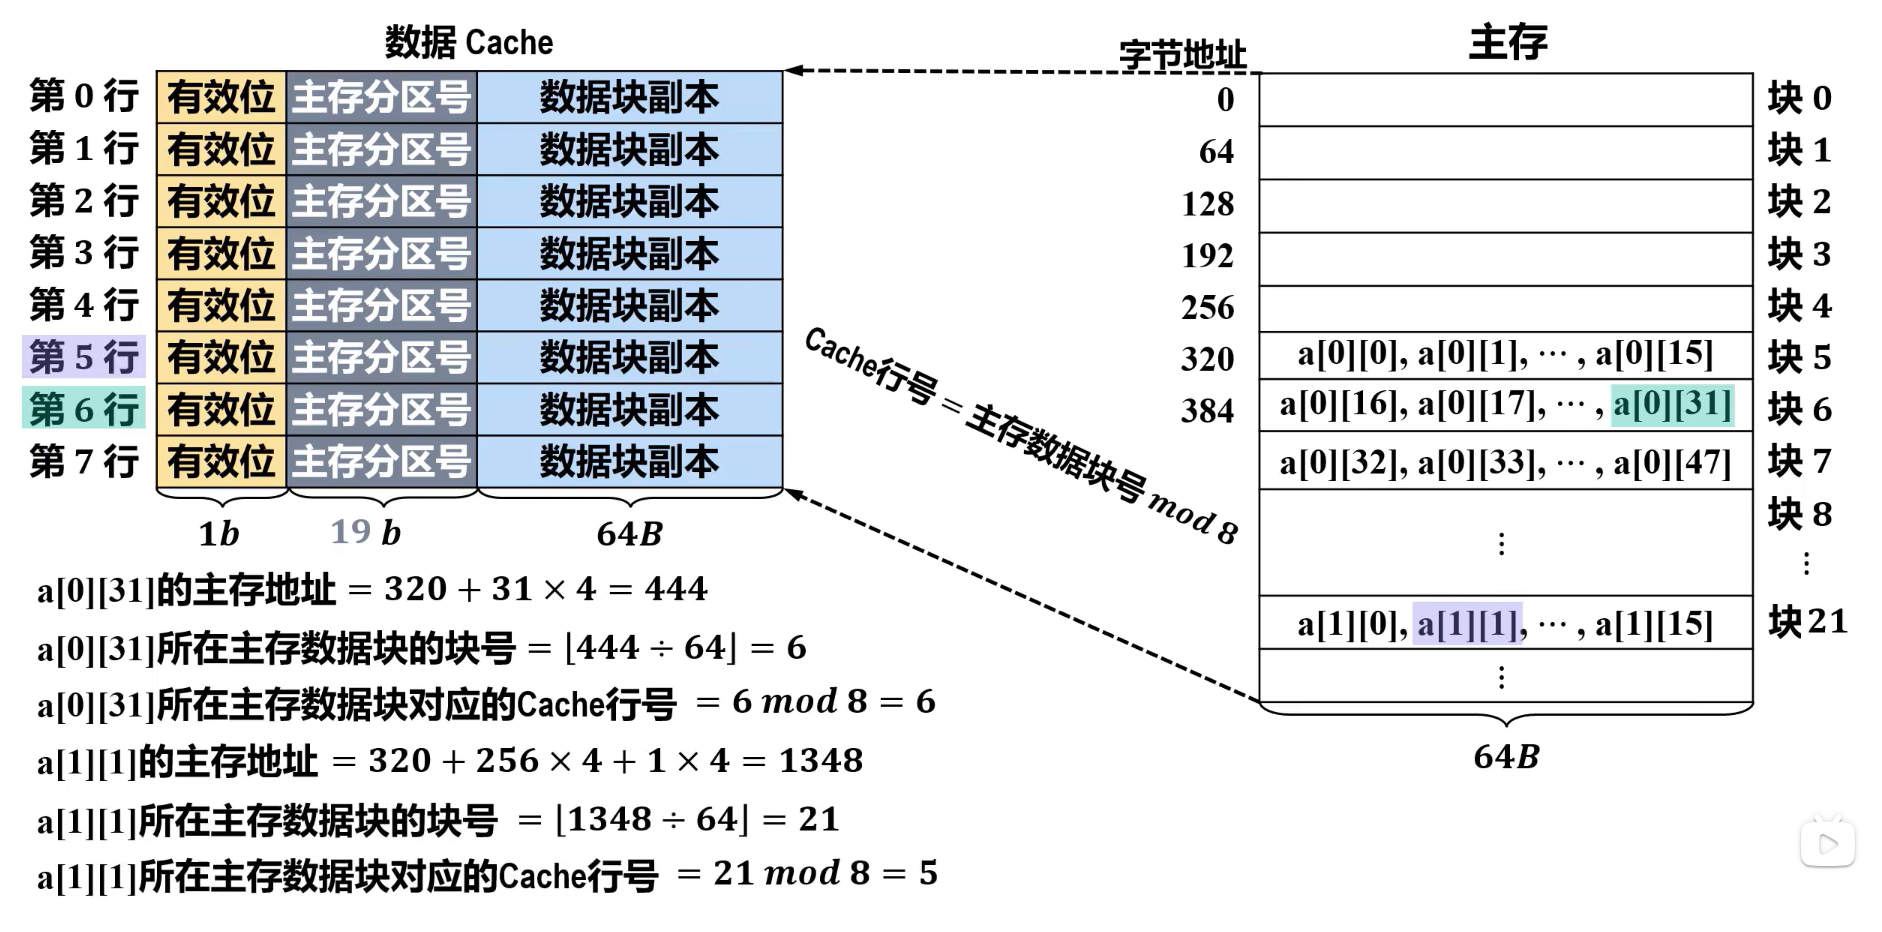 数据 Cache
字节地址
主存
第 0 行 有效位 主存分区号 数据块副本
第 1 行 有效位 主存分区号 数据块副本
第 2 行 有效位 主存分区号 数据块副本
第 3 行 有效位 主存分区号 数据块副本
第 4 行 有效位 主存分区号 数据块副本
第 5 行 有效位 主存分区号 数据块副本
第 6 行 有效位 主存分区号 数据块副本
第 7 行 有效位 主存分区号 数据块副本
1b 19 b 64B
Cache行号 = 主存数据块号 mod 8
0 块 0
64 块 1
128 块 2
192 块 3
256 块 4
320 a[0][0], a[0][1], ⋯ , a[0][15] 块 5
384 a[0][16], a[0][17], ⋯ , a[0][31] 块 6
a[0][32], a[0][33], ⋯ , a[0][47] 块 7
块 8
⋮ ⋮
a[1][0], a[1][1], ⋯ , a[1][15] 块 21
⋮
64B
a[0][31]的主存地址 = 320 + 31 × 4 = 444
a[0][31]所在主存数据块的块号 = ⌊444 ÷ 64⌋ = 6
a[0][31]所在主存数据块对应的Cache行号 = 6 mod 8 = 6
a[1][1]的主存地址 = 320 + 256 × 4 + 1 × 4 = 1348
a[1][1]所在主存数据块的块号 = ⌊1348 ÷ 64⌋ = 21
a[1][1]所在主存数据块对应的Cache行号 = 21 mod 8 = 5